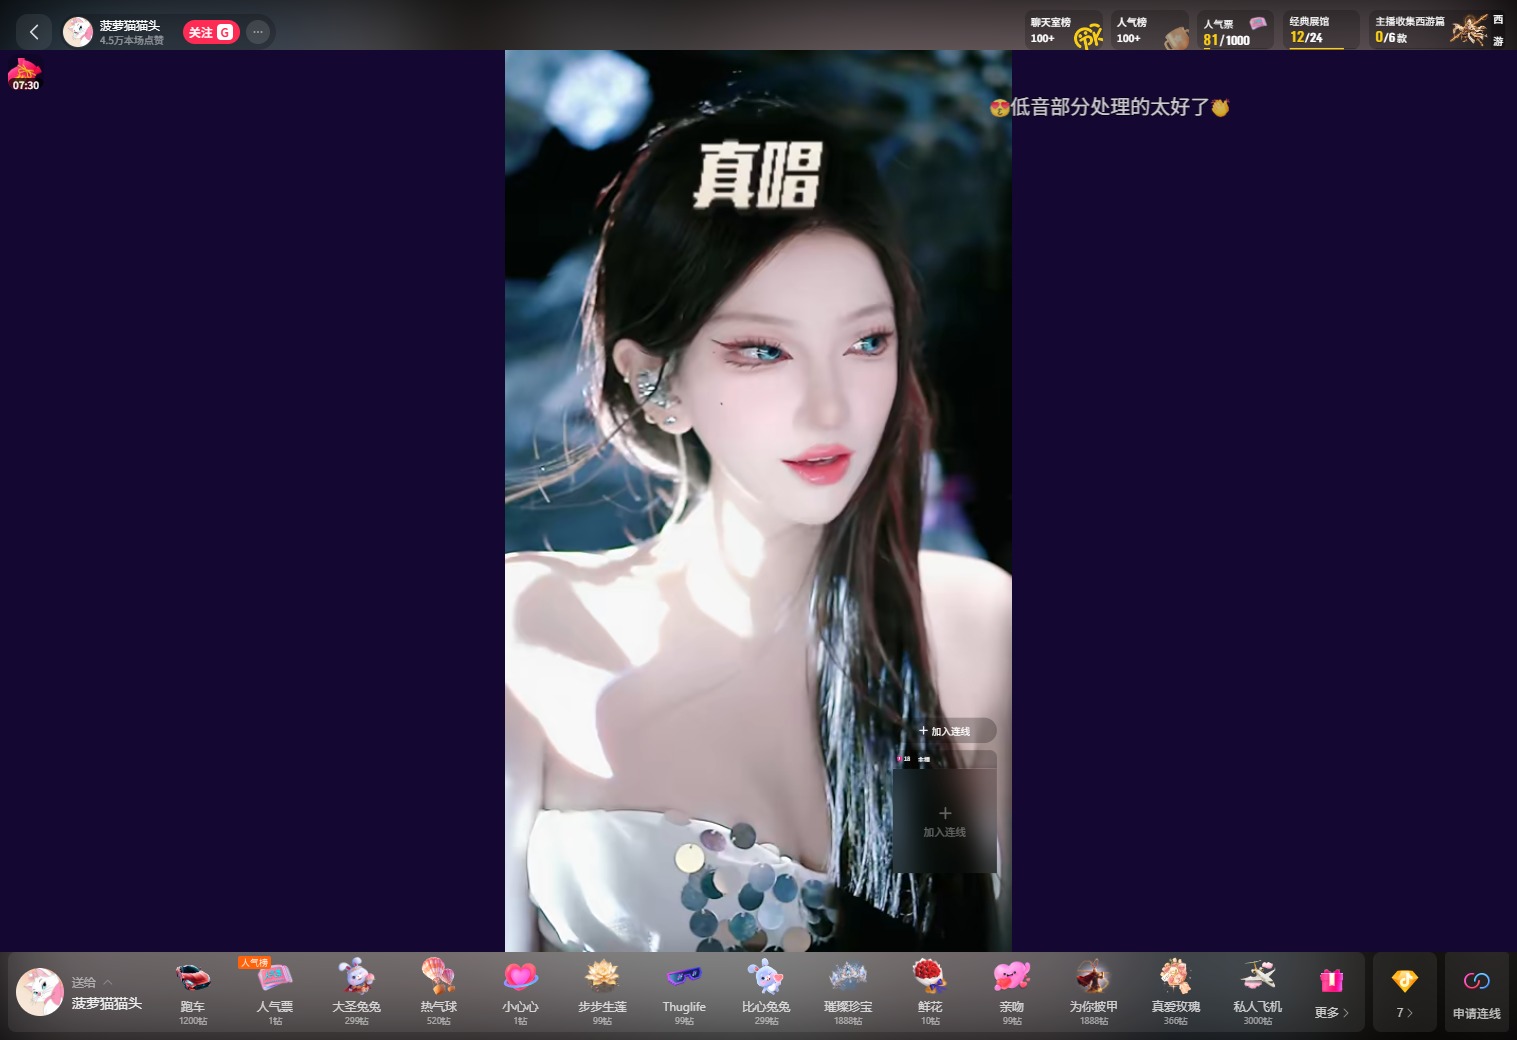 菠萝猫猫头
4.5万本场点赞
关注 G
聊天室榜
100+
人气榜
100+
人气票
81/1000
经典展馆
12/24
主播收集西游篇
0/6款
西
游
07:30
😍低音部分处理的太好了👏
真唱
+ 加入连线
18 主播
+
加入连线
送给
菠萝猫猫头
跑车
1200钻
人气榜
人气票
1钻
大圣兔兔
299钻
热气球
520钻
小心心
1钻
步步生莲
99钻
Thuglife
99钻
比心兔兔
299钻
璀璨珍宝
1888钻
鲜花
10钻
亲吻
99钻
为你披甲
1888钻
真爱玫瑰
366钻
私人飞机
3000钻
更多 >
7 >
申请连线